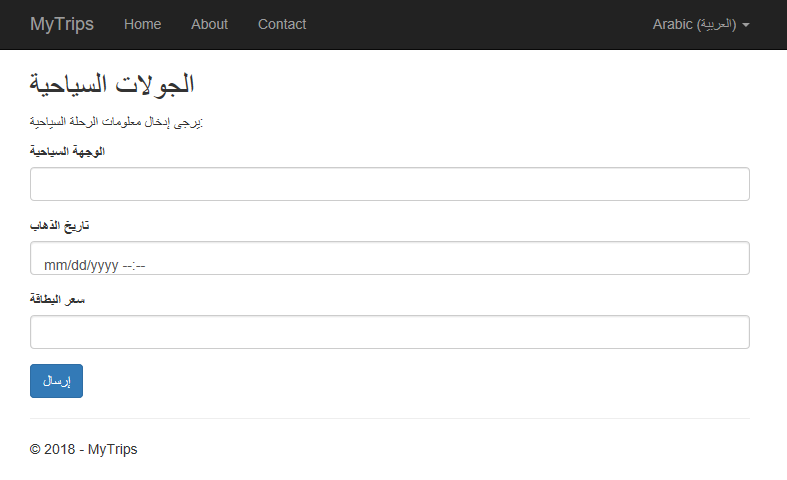 MyTrips Home About Contact Arabic (العربية)
الجولات السياحية
يرجى إدخال معلومات الرحلة السياحية:
الوجهة السياحية
تاريخ الذهاب
mm/dd/yyyy --:--
سعر البطاقة
إرسال
© 2018 - MyTrips